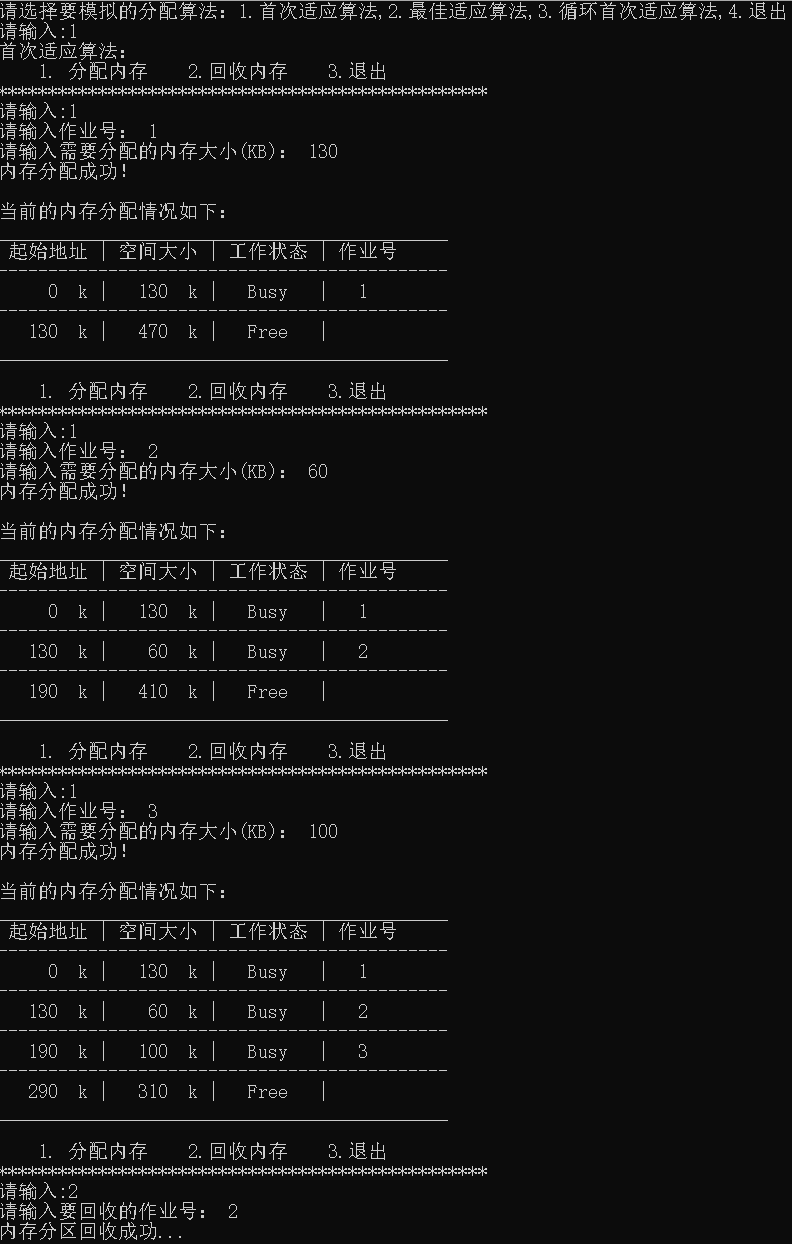 请选择要模拟的分配算法：1.首次适应算法,2.最佳适应算法,3.循环首次适应算法,4.退出
请输入:1
首次适应算法：
1. 分配内存 2.回收内存 3.退出
*************************************************
请输入:1
请输入作业号： 1
请输入需要分配的内存大小(KB)： 130
内存分配成功!
当前的内存分配情况如下：
起始地址 | 空间大小 | 工作状态 | 作业号
0 k | 130 k | Busy | 1
130 k | 470 k | Free |
1. 分配内存 2.回收内存 3.退出
*************************************************
请输入:1
请输入作业号： 2
请输入需要分配的内存大小(KB)： 60
内存分配成功!
当前的内存分配情况如下：
起始地址 | 空间大小 | 工作状态 | 作业号
0 k | 130 k | Busy | 1
130 k | 60 k | Busy | 2
190 k | 410 k | Free |
1. 分配内存 2.回收内存 3.退出
*************************************************
请输入:1
请输入作业号： 3
请输入需要分配的内存大小(KB)： 100
内存分配成功!
当前的内存分配情况如下：
起始地址 | 空间大小 | 工作状态 | 作业号
0 k | 130 k | Busy | 1
130 k | 60 k | Busy | 2
190 k | 100 k | Busy | 3
290 k | 310 k | Free |
1. 分配内存 2.回收内存 3.退出
*************************************************
请输入:2
请输入要回收的作业号： 2
内存分区回收成功...